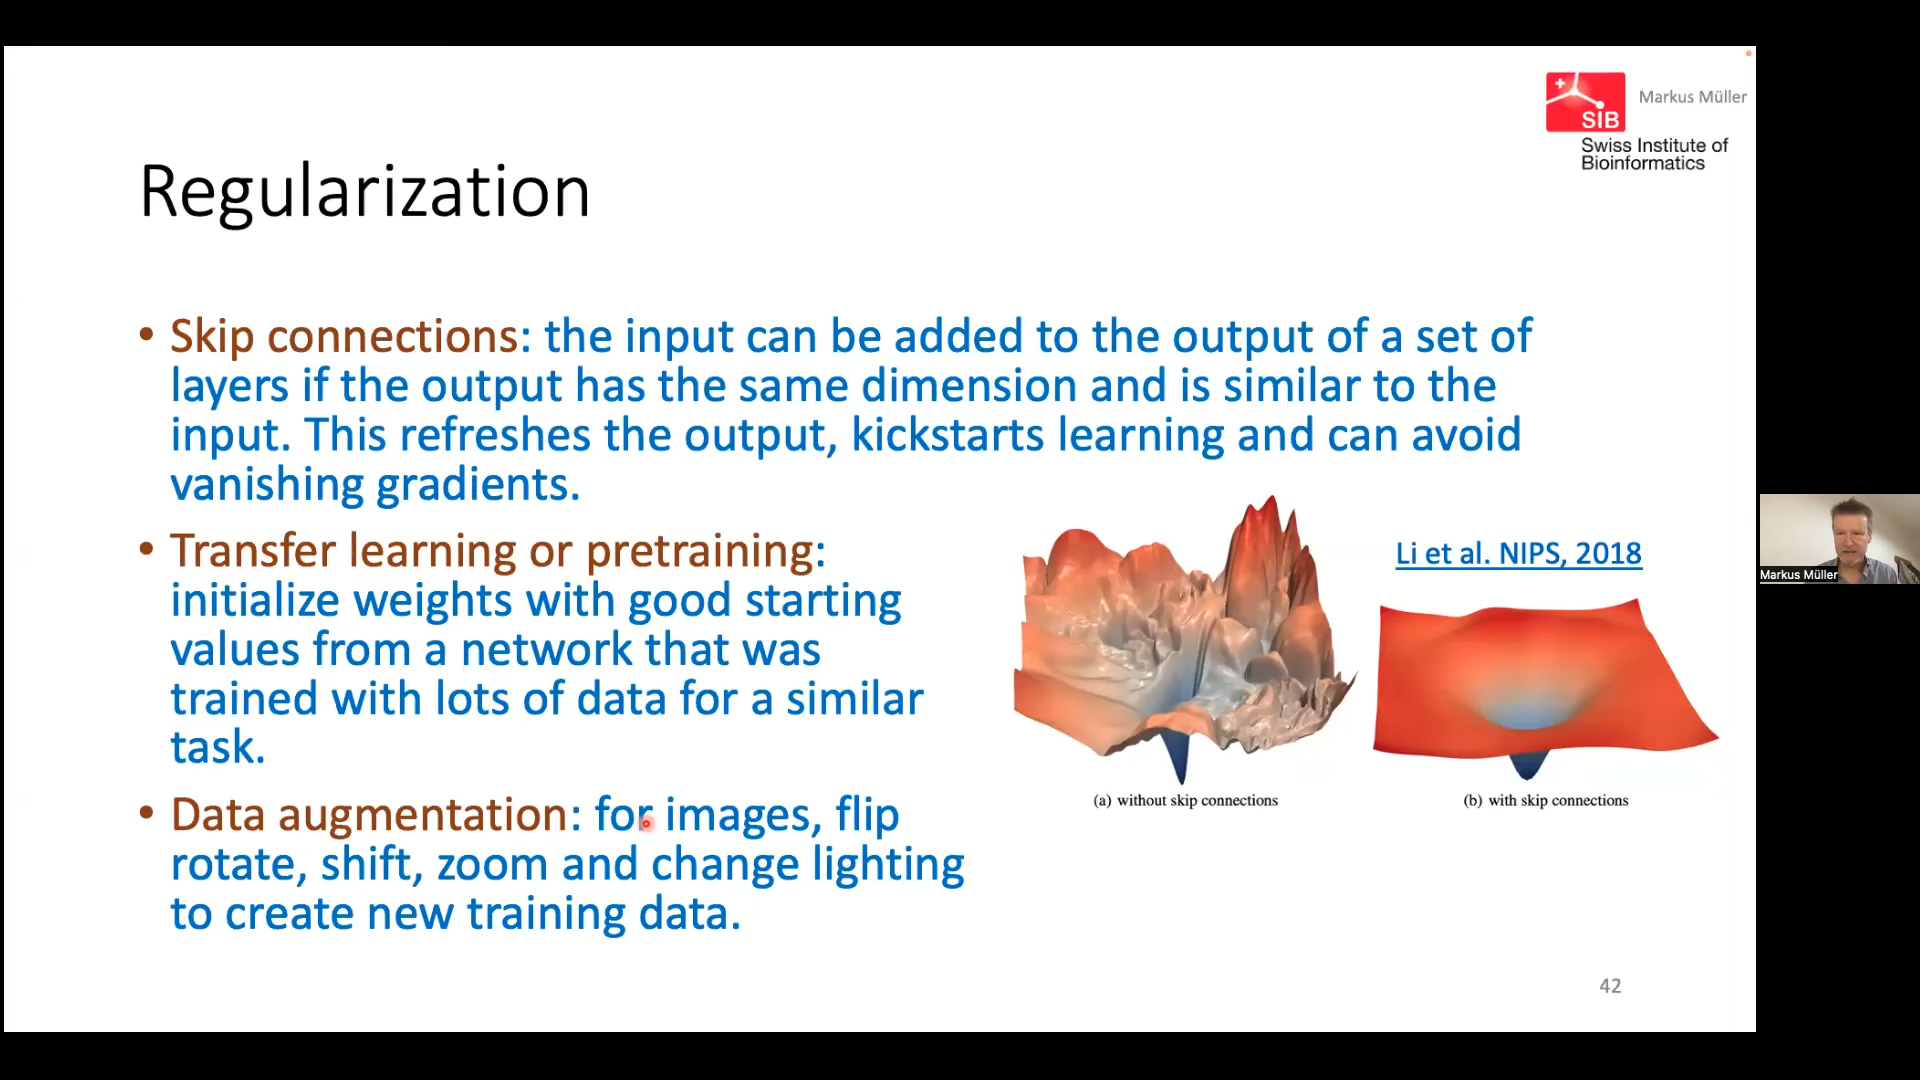 Markus Müller
SIB
Swiss Institute of
Bioinformatics
Regularization
• Skip connections: the input can be added to the output of a set of
layers if the output has the same dimension and is similar to the
input. This refreshes the output, kickstarts learning and can avoid
vanishing gradients.
• Transfer learning or pretraining:
initialize weights with good starting
values from a network that was
trained with lots of data for a similar
task.
• Data augmentation: for images, flip
rotate, shift, zoom and change lighting
to create new training data.
Li et al. NIPS, 2018
(a) without skip connections
(b) with skip connections
42
Markus Müller